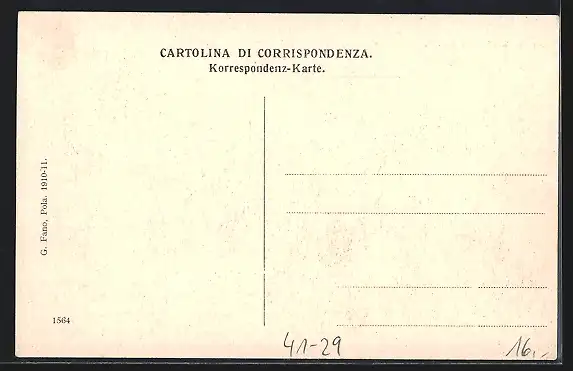 CARTOLINA DI CORRISPONDENZA.
Korrespondenz-Karte.
G. Fano, Pola. 1910-11.
1564
41-29
16,-